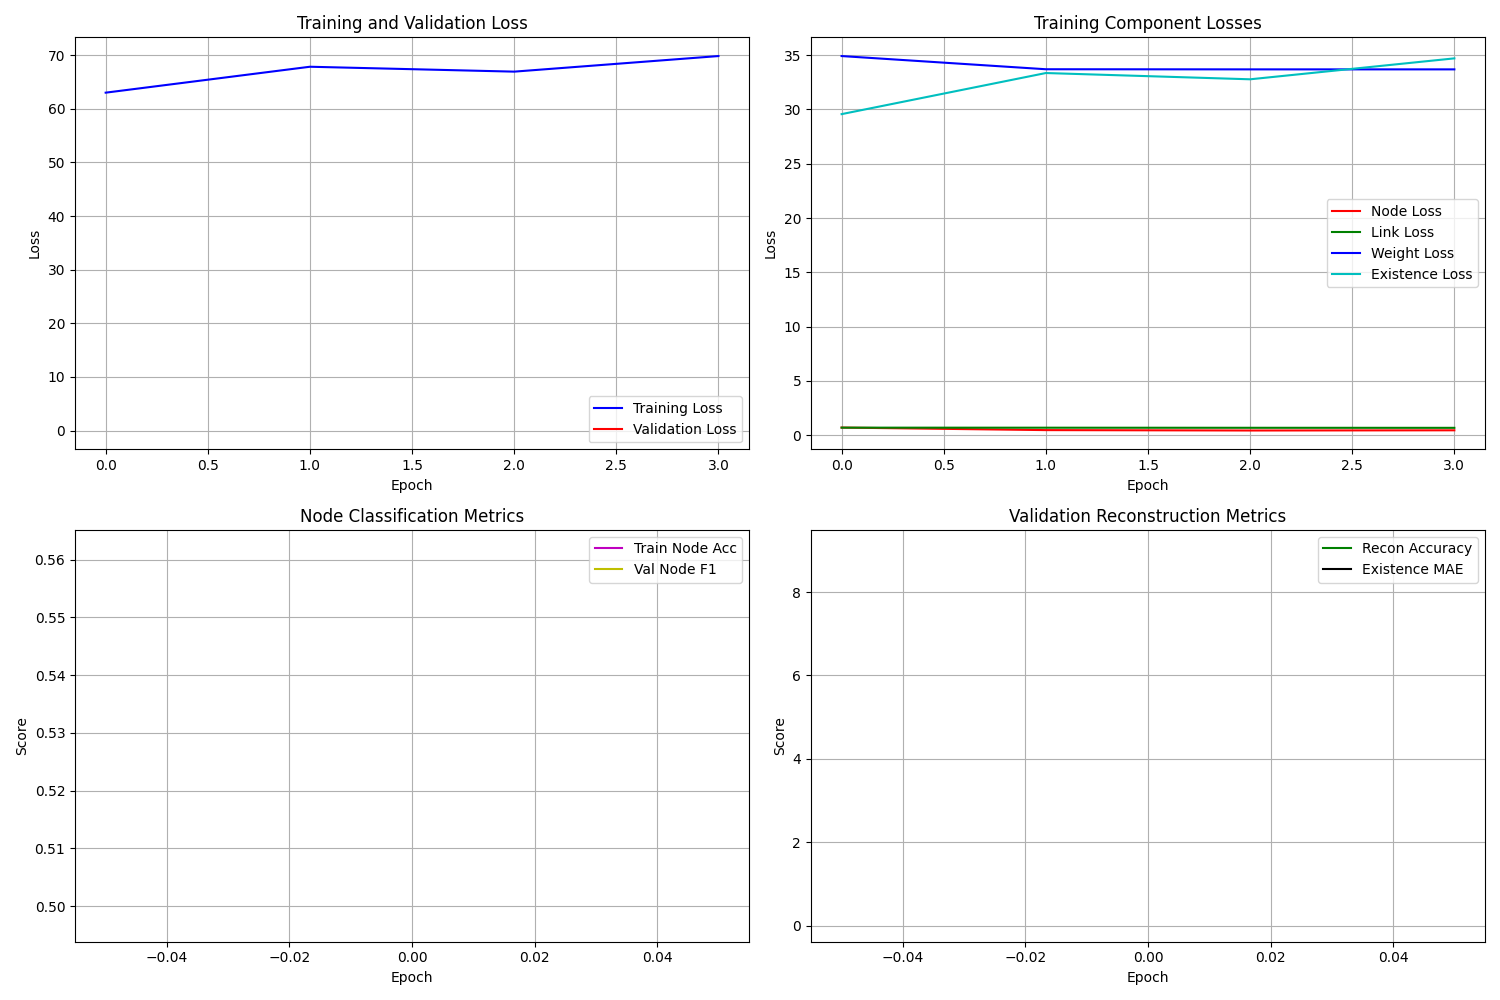 Training and Validation Loss
70
60
50
40
30
20
10
0
Loss
0.0 0.5 1.0 1.5 2.0 2.5 3.0
Epoch
Training Loss
Validation Loss
Training Component Losses
35
30
25
20
15
10
5
0
Loss
0.0 0.5 1.0 1.5 2.0 2.5 3.0
Epoch
Node Loss
Link Loss
Weight Loss
Existence Loss
Node Classification Metrics
0.56
0.55
0.54
0.53
0.52
0.51
0.50
Score
−0.04 −0.02 0.00 0.02 0.04
Epoch
Train Node Acc
Val Node F1
Validation Reconstruction Metrics
8
6
4
2
0
Score
−0.04 −0.02 0.00 0.02 0.04
Epoch
Recon Accuracy
Existence MAE